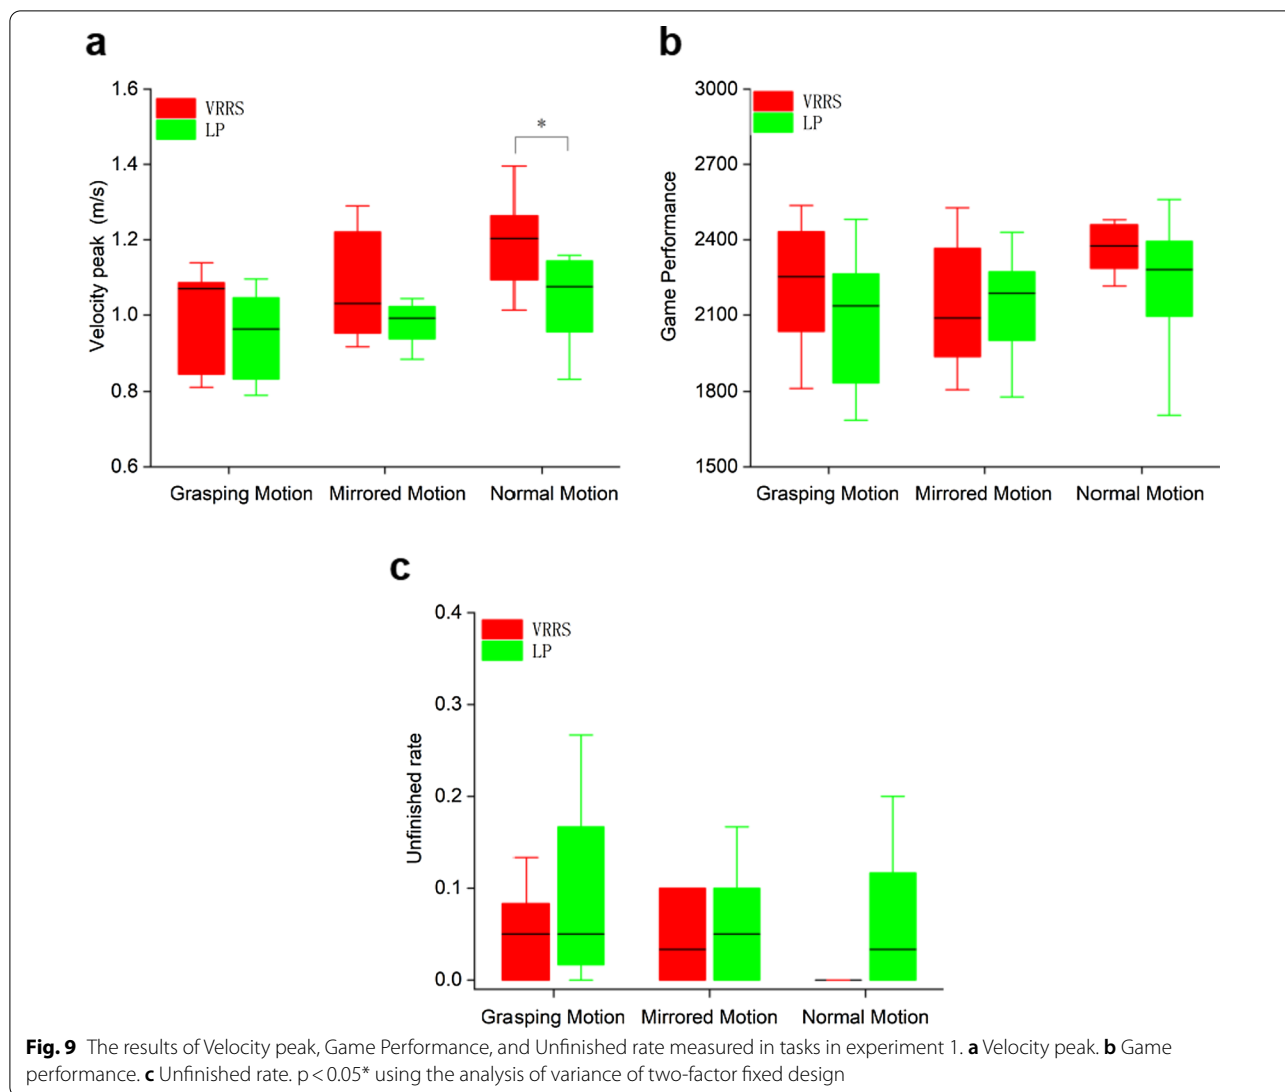 a
1.6
VRRS
LP
*
1.4
1.2
1.0
0.8
0.6
Velocity peak (m/s)
Grasping Motion Mirrored Motion Normal Motion
b
3000
VRRS
LP
2700
2400
2100
1800
1500
Game Performance
Grasping Motion Mirrored Motion Normal Motion
c
0.4
VRRS
LP
0.3
0.2
0.1
0.0
Unfinished rate
Grasping Motion Mirrored Motion Normal Motion
Fig. 9 The results of Velocity peak, Game Performance, and Unfinished rate measured in tasks in experiment 1. a Velocity peak. b Game
performance. c Unfinished rate. p < 0.05* using the analysis of variance of two-factor fixed design